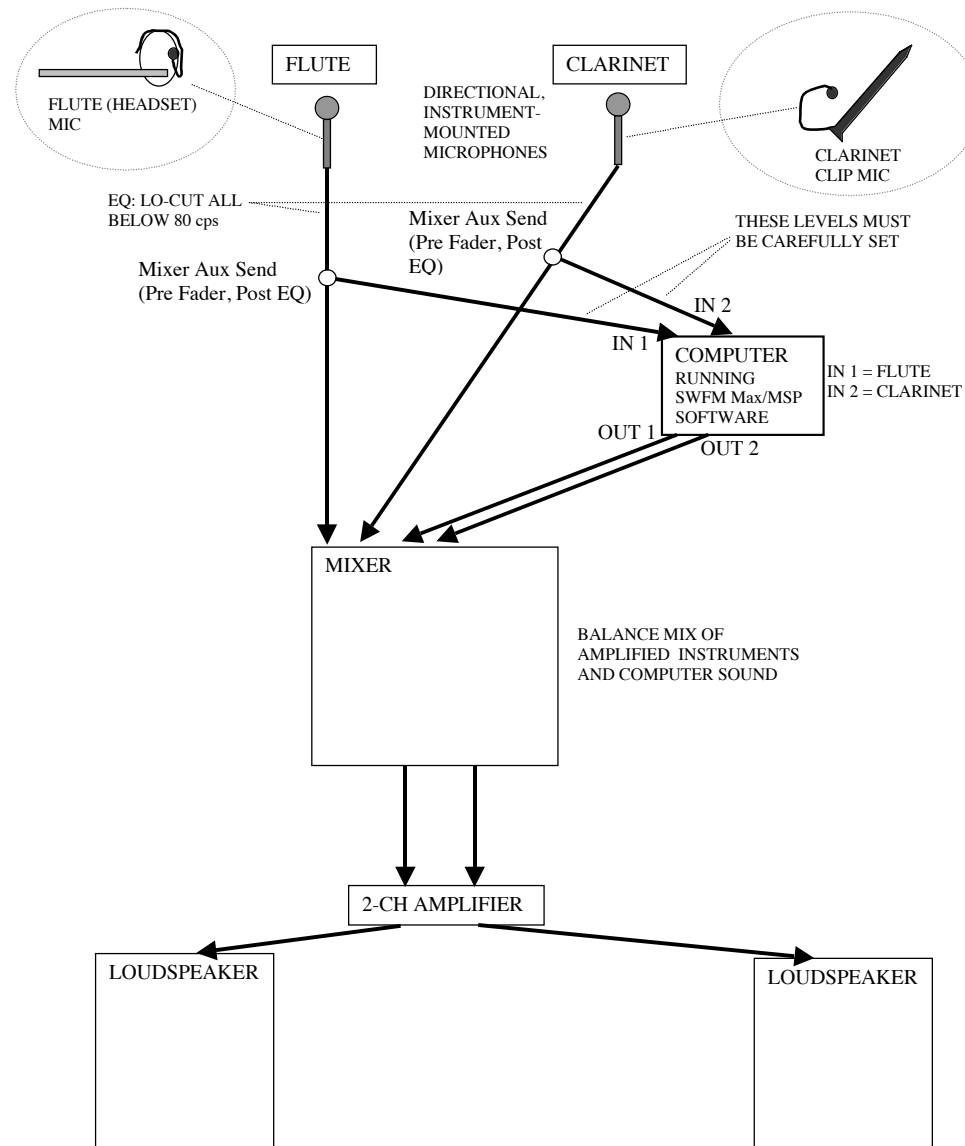 FLUTE
CLARINET
FLUTE (HEADSET)
MIC
DIRECTIONAL,
INSTRUMENT-
MOUNTED
MICROPHONES
CLARINET
CLIP MIC
EQ: LO-CUT ALL
BELOW 80 cps
Mixer Aux Send
(Pre Fader, Post
EQ)
THESE LEVELS MUST
BE CAREFULLY SET
Mixer Aux Send
(Pre Fader, Post EQ)
IN 2
IN 1
COMPUTER
RUNNING
SWFM Max/MSP
SOFTWARE
IN 1 = FLUTE
IN 2 = CLARINET
OUT 1
OUT 2
MIXER
BALANCE MIX OF
AMPLIFIED  INSTRUMENTS
AND COMPUTER SOUND
2-CH AMPLIFIER
LOUDSPEAKER
LOUDSPEAKER